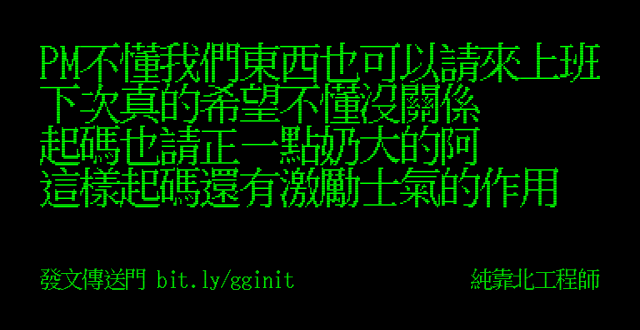 PM不懂我們東西也可以請來上班
下次真的希望不懂沒關係
起碼也請正一點奶大的阿
這樣起碼還有激勵士氣的作用
發文傳送門 bit.ly/gginit
純靠北工程師